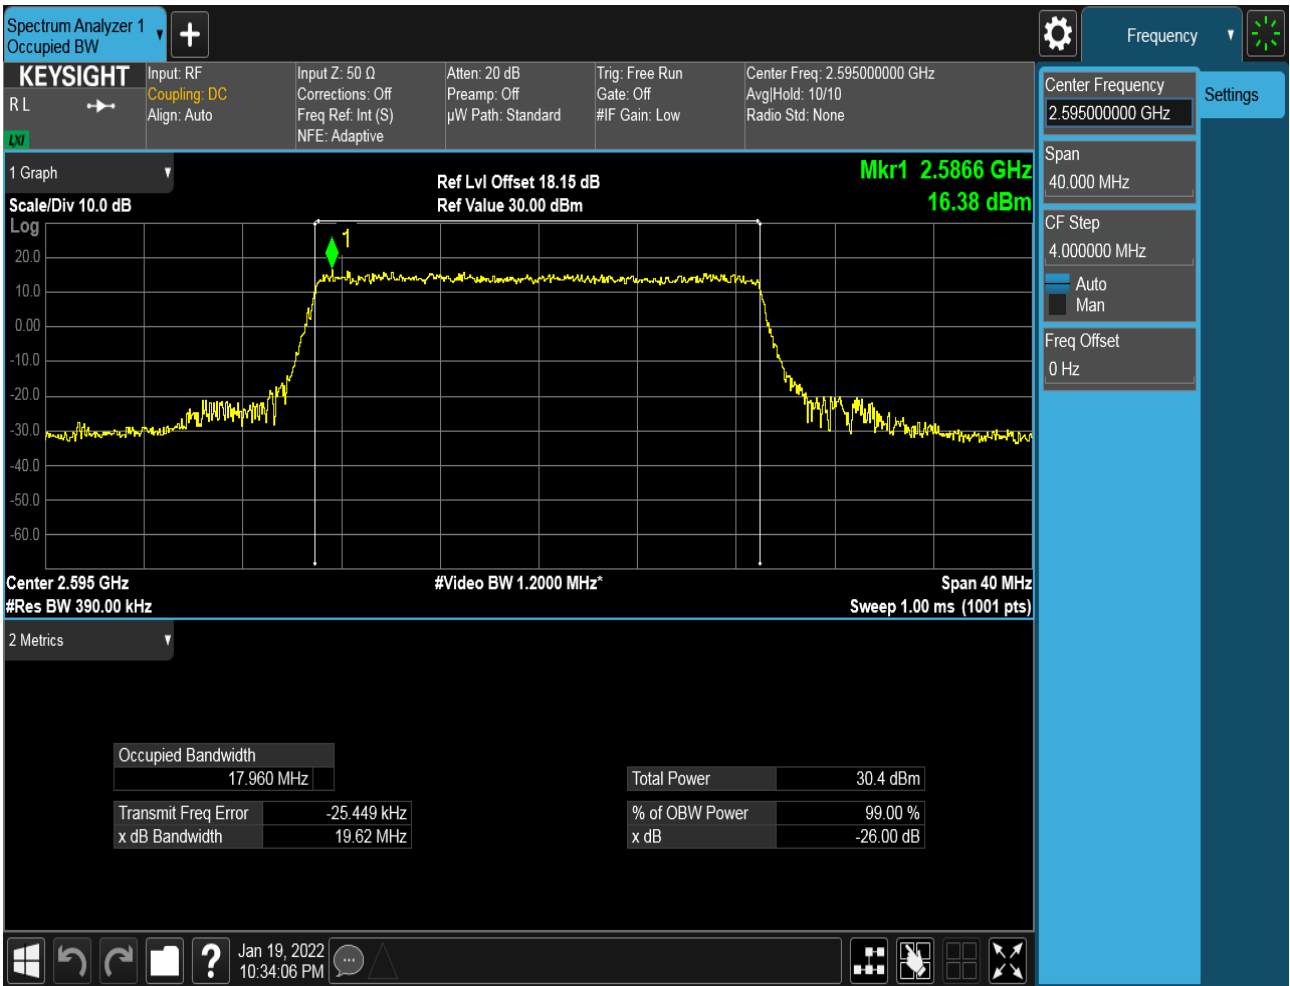 Spectrum Analyzer 1
Occupied BW
Frequency
KEYSIGHT
R L
LXI
Input: RF
Coupling: DC
Align: Auto
Input Z: 50 Ω
Corrections: Off
Freq Ref: Int (S)
NFE: Adaptive
Atten: 20 dB
Preamp: Off
µW Path: Standard
Trig: Free Run
Gate: Off
#IF Gain: Low
Center Freq: 2.595000000 GHz
Avg|Hold: 10/10
Radio Std: None
Center Frequency
2.595000000 GHz
Settings
Span
40.000 MHz
CF Step
4.000000 MHz
Auto
Man
Freq Offset
0 Hz
1 Graph
Scale/Div 10.0 dB
Ref Lvl Offset 18.15 dB
Ref Value 30.00 dBm
Mkr1 2.5866 GHz
16.38 dBm
Log
1
20.0
10.0
0.00
-10.0
-20.0
-30.0
-40.0
-50.0
-60.0
Center 2.595 GHz
#Video BW 1.2000 MHz*
Span 40 MHz
#Res BW 390.00 kHz
Sweep 1.00 ms (1001 pts)
2 Metrics
Occupied Bandwidth
17.960 MHz
Total Power 30.4 dBm
Transmit Freq Error -25.449 kHz
% of OBW Power 99.00 %
x dB Bandwidth 19.62 MHz
x dB -26.00 dB
?
Jan 19, 2022
10:34:06 PM